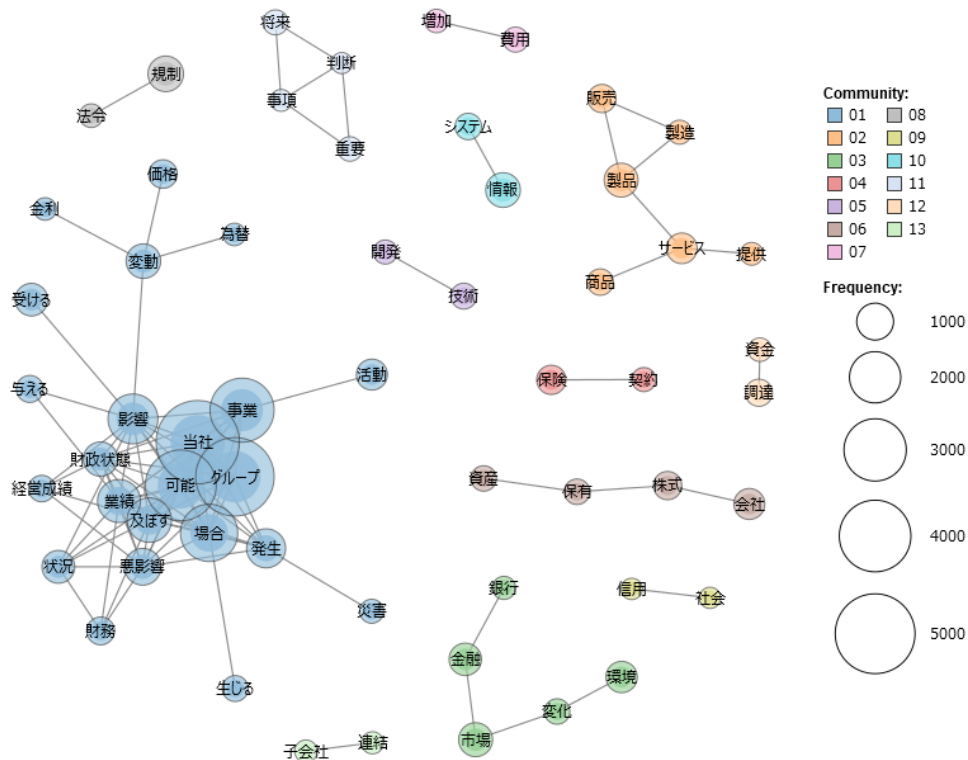 将来
判断
事項
重要
増加
費用
規制
法令
システム
情報
販売
製造
製品
サービス
提供
商品
価格
金利
為替
変動
開発
技術
受ける
与える
影響
事業
活動
当社
財政状態
グループ
可能
経営成績
業績
及ぼす
場合
発生
状況
悪影響
財務
災害
生じる
保険
契約
資金
調達
資産
保有
株式
会社
銀行
金融
信用
社会
環境
変化
市場
子会社
連結
Community:
01
02
03
04
05
06
07
08
09
10
11
12
13
Frequency:
1000
2000
3000
4000
5000